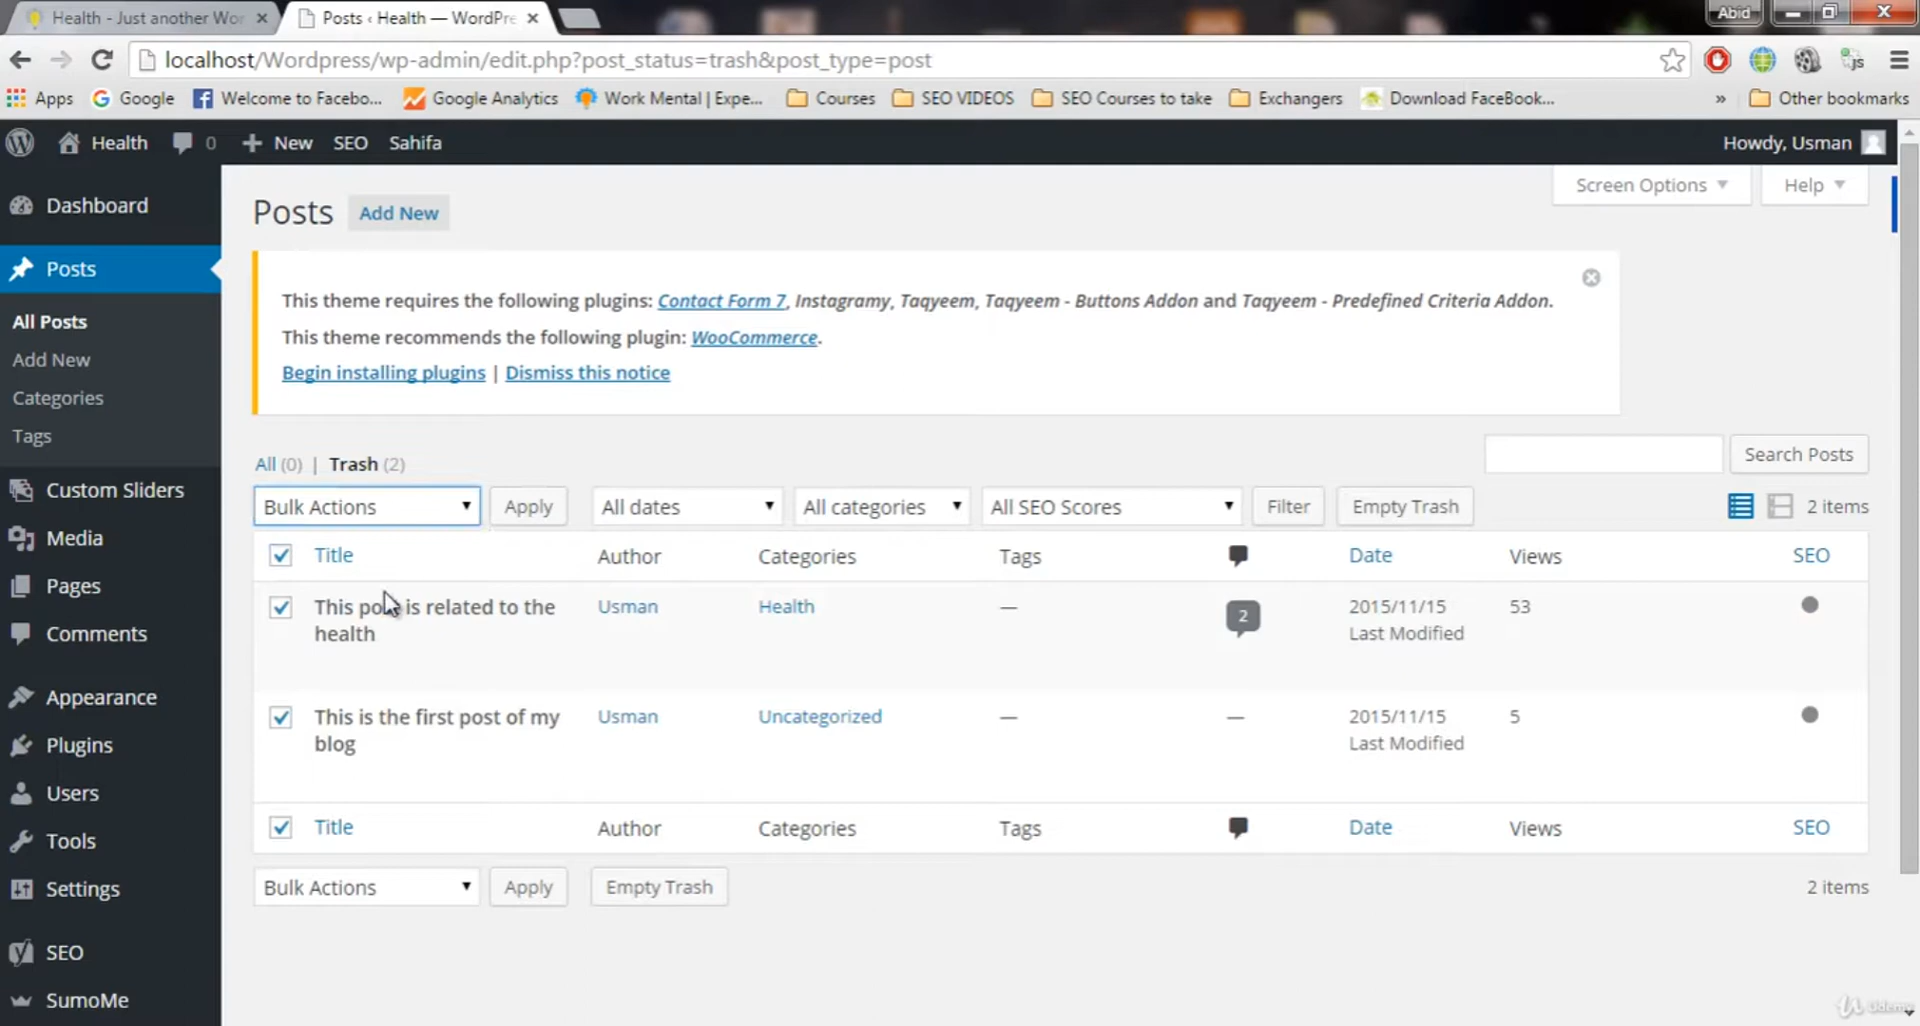 Health - Just another Wor
Posts ‹ Health — WordPre
Abid
localhost/Wordpress/wp-admin/edit.php?post_status=trash&post_type=post
Apps Google Welcome to Facebo... Google Analytics Work Mental | Expe... Courses SEO VIDEOS SEO Courses to take Exchangers Download FaceBook... » Other bookmarks
Health 0 + New SEO Sahifa Howdy, Usman
Screen Options Help
Dashboard
Posts
All Posts
Add New
Categories
Tags
Custom Sliders
Media
Pages
Comments
Appearance
Plugins
Users
Tools
Settings
SEO
SumoMe
Posts Add New
This theme requires the following plugins: Contact Form 7, Instagramy, Taqyeem, Taqyeem - Buttons Addon and Taqyeem - Predefined Criteria Addon.
This theme recommends the following plugin: WooCommerce.
Begin installing plugins | Dismiss this notice
All (0) | Trash (2)
Search Posts
Bulk Actions Apply All dates All categories All SEO Scores Filter Empty Trash 2 items
Title Author Categories Tags Date Views SEO
This post is related to the
health
Usman Health — 2 2015/11/15
Last Modified
53
This is the first post of my
blog
Usman Uncategorized — — 2015/11/15
Last Modified
5
Title Author Categories Tags Date Views SEO
Bulk Actions Apply Empty Trash 2 items
Udemy